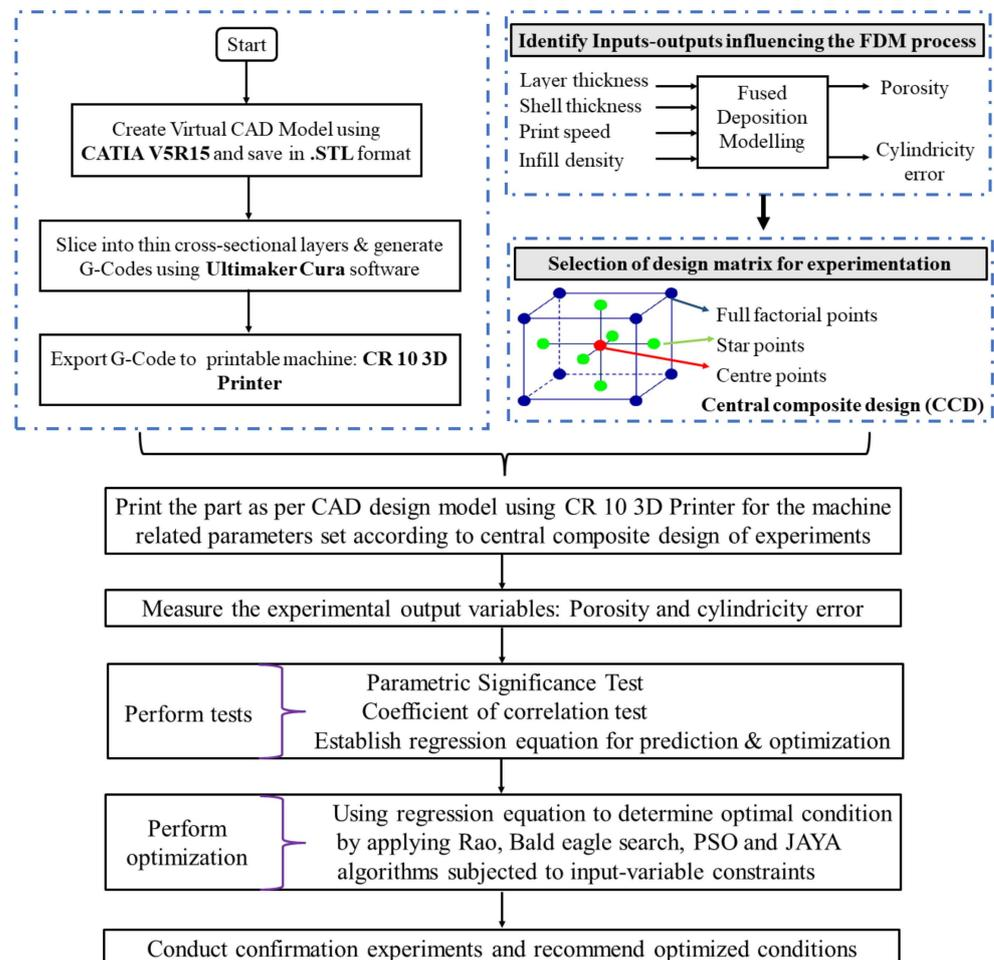 Start
Create Virtual CAD Model using
CATIA V5R15 and save in .STL format
Slice into thin cross-sectional layers & generate
G-Codes using Ultimaker Cura software
Export G-Code to printable machine: CR 10 3D
Printer
Identify Inputs-outputs influencing the FDM process
Layer thickness
Shell thickness
Print speed
Infill density
Fused
Deposition
Modelling
Porosity
Cylindricity
error
Selection of design matrix for experimentation
Full factorial points
Star points
Centre points
Central composite design (CCD)
Print the part as per CAD design model using CR 10 3D Printer for the machine
related parameters set according to central composite design of experiments
Measure the experimental output variables: Porosity and cylindricity error
Perform tests
Parametric Significance Test
Coefficient of correlation test
Establish regression equation for prediction & optimization
Perform
optimization
Using regression equation to determine optimal condition
by applying Rao, Bald eagle search, PSO and JAYA
algorithms subjected to input-variable constraints
Conduct confirmation experiments and recommend optimized conditions